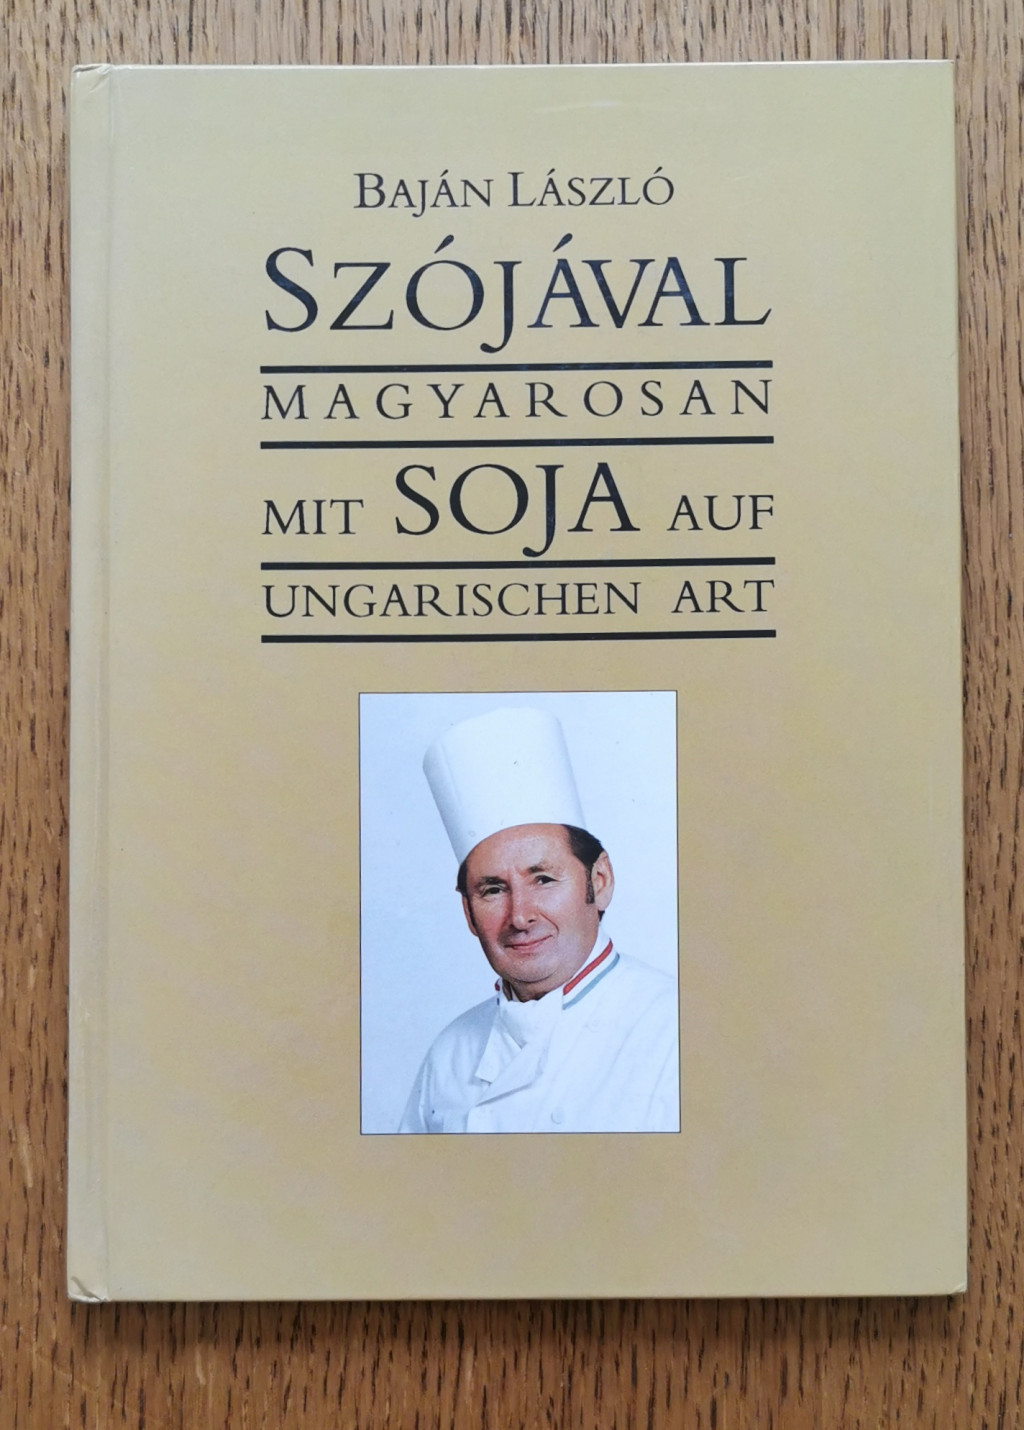 BAJÁN LÁSZLÓ
SZÓJÁVAL
MAGYAROSAN
MIT SOJA AUF
UNGARISCHEN ART